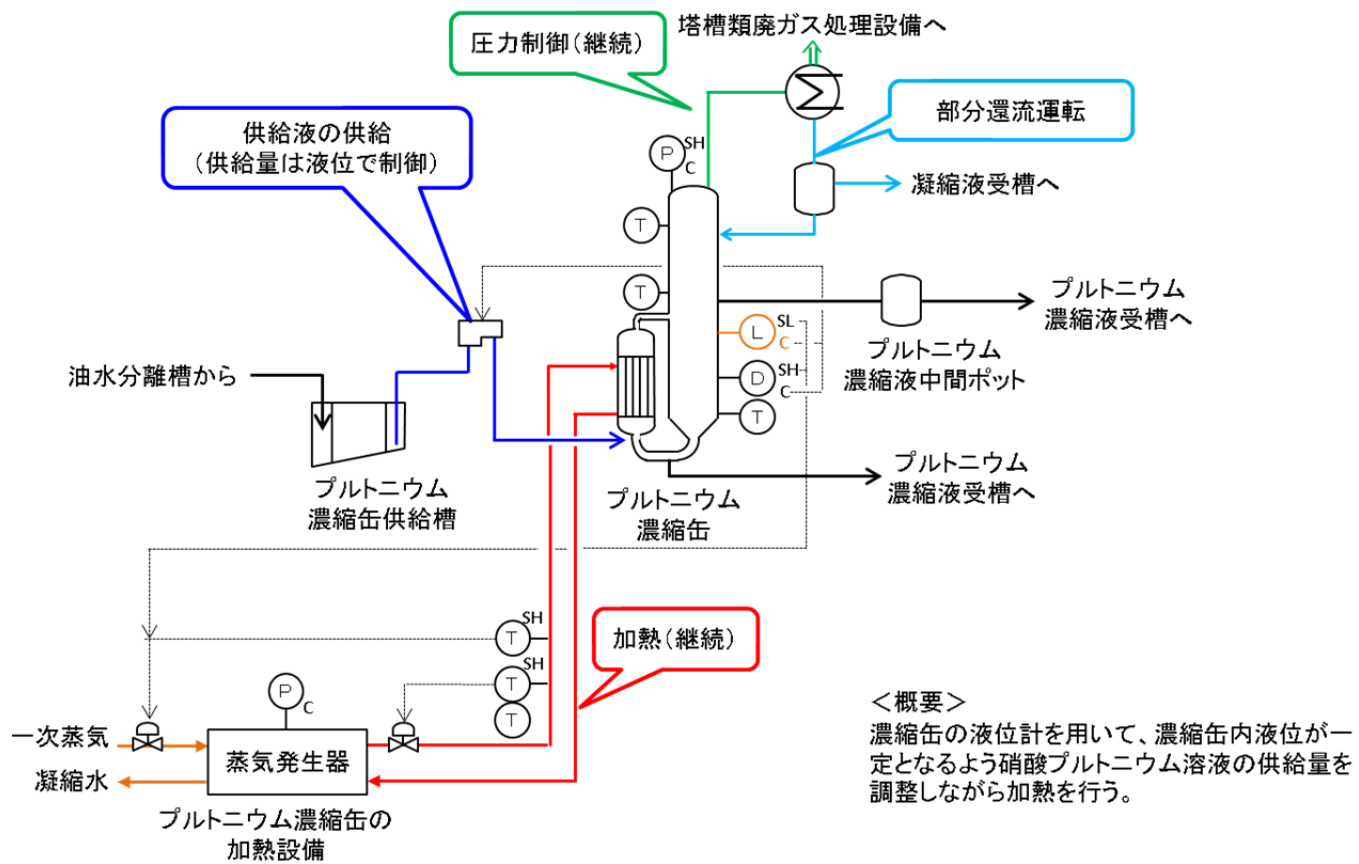 塔槽類廃ガス処理設備へ
圧力制御(継続)
部分還流運転
供給液の供給
(供給量は液位で制御)
P
SH
C
凝縮液受槽へ
T
T
プルトニウム
濃縮液受槽へ
L
SL
C
プルトニウム
濃縮液中間ポット
油水分離槽から
D
SH
C
T
プルトニウム
濃縮液受槽へ
プルトニウム
濃縮缶供給槽
プルトニウム
濃縮缶
T
SH
加熱(継続)
T
SH
T
P
C
一次蒸気
蒸気発生器
凝縮水
プルトニウム濃縮缶の
加熱設備
<概要>
濃縮缶の液位計を用いて、濃縮缶内液位が一
定となるよう硝酸プルトニウム溶液の供給量を
調整しながら加熱を行う。